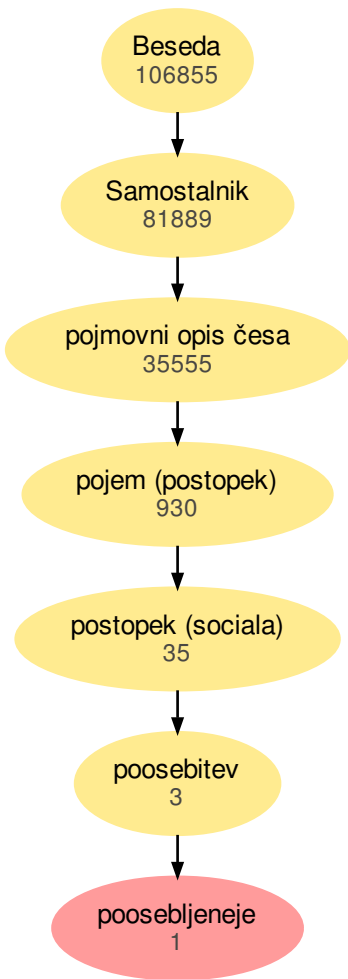 Beseda
106855
Samostalnik
81889
pojmovni opis česa
35555
pojem (postopek)
930
postopek (sociala)
35
poosebitev
3
poosebljeneje
1